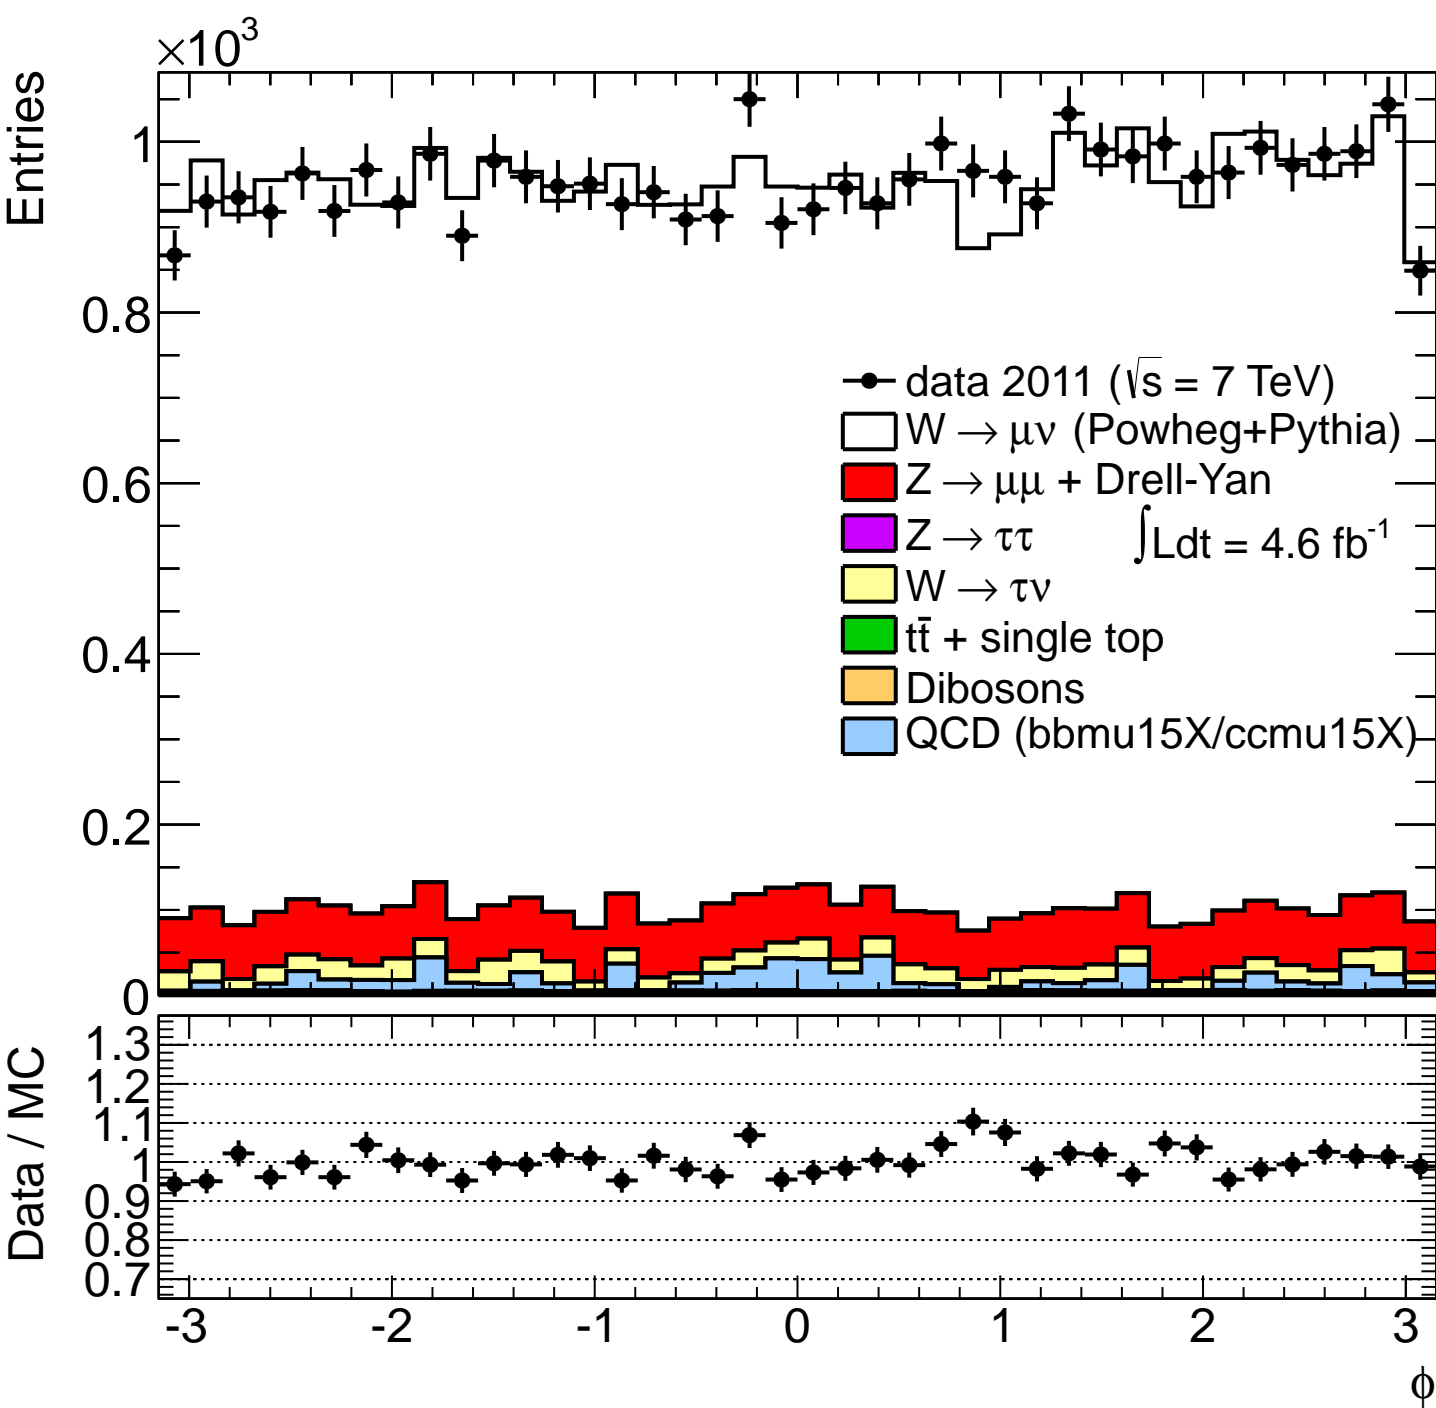 ×10³
Entries
1
0.8
0.6
0.4
0.2
0
data 2011 (√s = 7 TeV)
W → μν (Powheg+Pythia)
Z → μμ + Drell-Yan
Z → ττ
∫Ldt = 4.6 fb⁻¹
W → τν
tt̄ + single top
Dibosons
QCD (bbmu15X/ccmu15X)
Data / MC
1.3
1.2
1.1
1
0.9
0.8
0.7
-3 -2 -1 0 1 2 3
ϕ